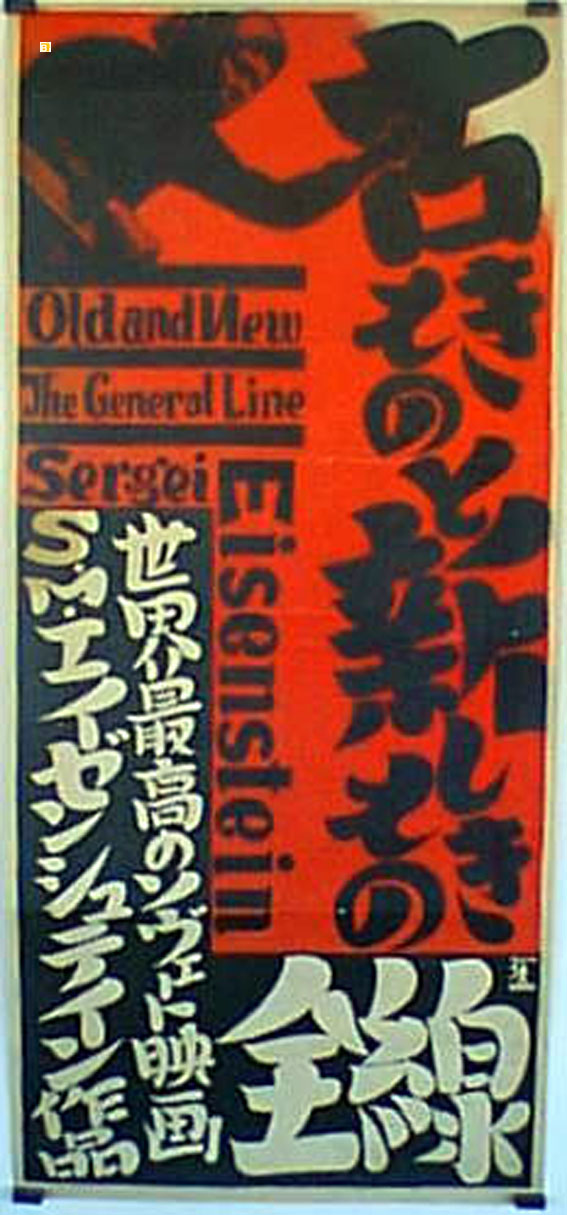 古きものと新しきもの
Old and New
The General Line
Sergei
Eisenstein
世界最高のソヴェト映画
S・M・エイゼンシュテイン作品
全線